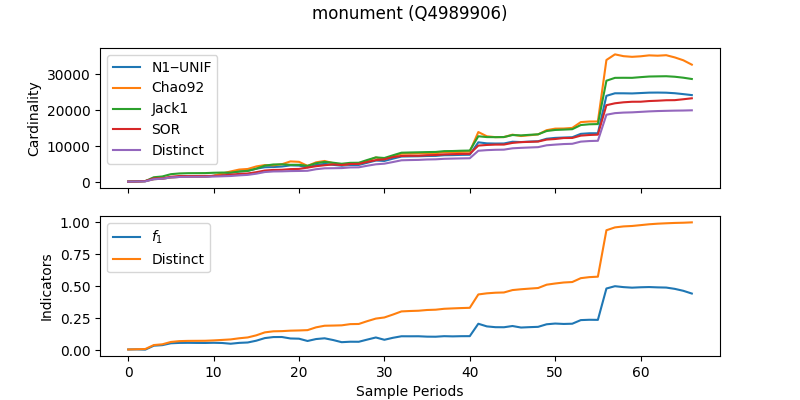 monument (Q4989906)
Cardinality
30000
20000
10000
0
N1−UNIF
Chao92
Jack1
SOR
Distinct
Indicators
1.00
0.75
0.50
0.25
0.00
f₁
Distinct
0 10 20 30 40 50 60
Sample Periods